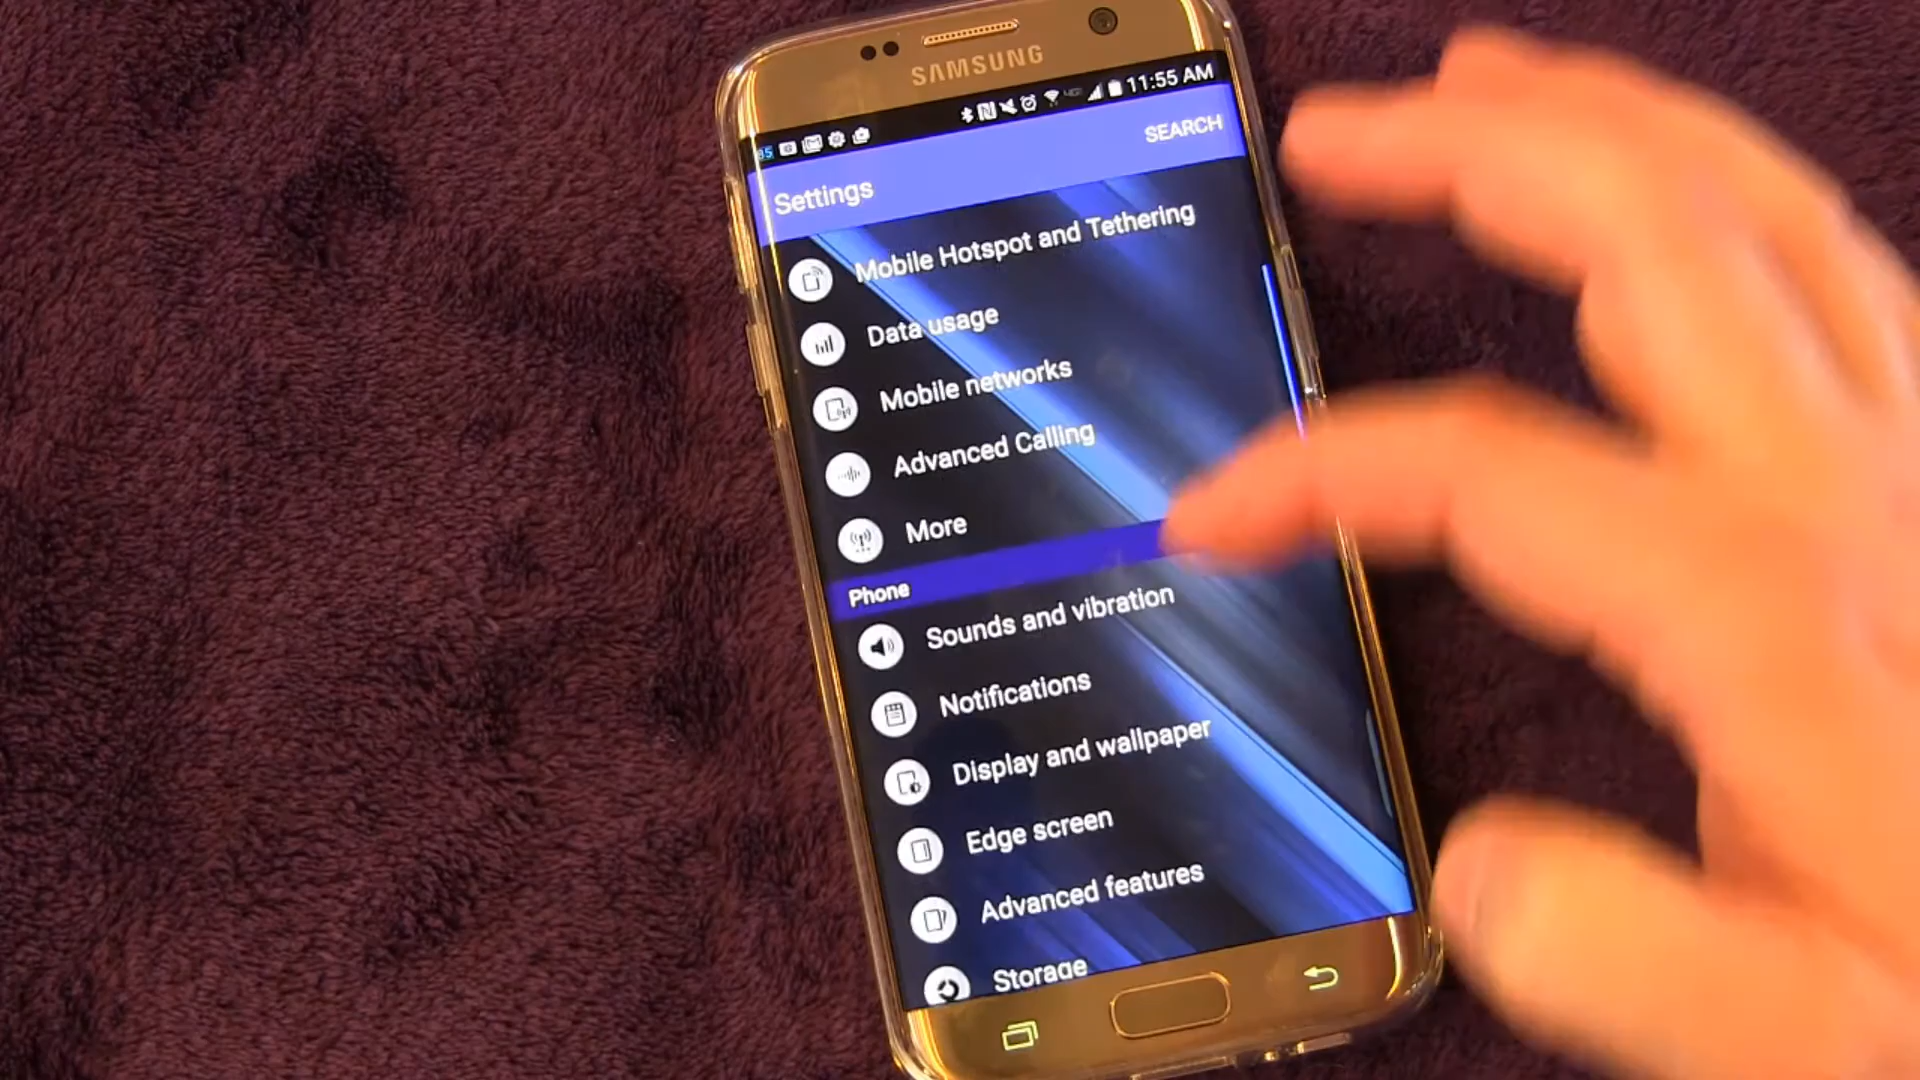 SAMSUNG
85 11:55 AM
SEARCH
Settings
Mobile Hotspot and Tethering
Data usage
Mobile networks
Advanced Calling
More
Phone
Sounds and vibration
Notifications
Display and wallpaper
Edge screen
Advanced features
Storage